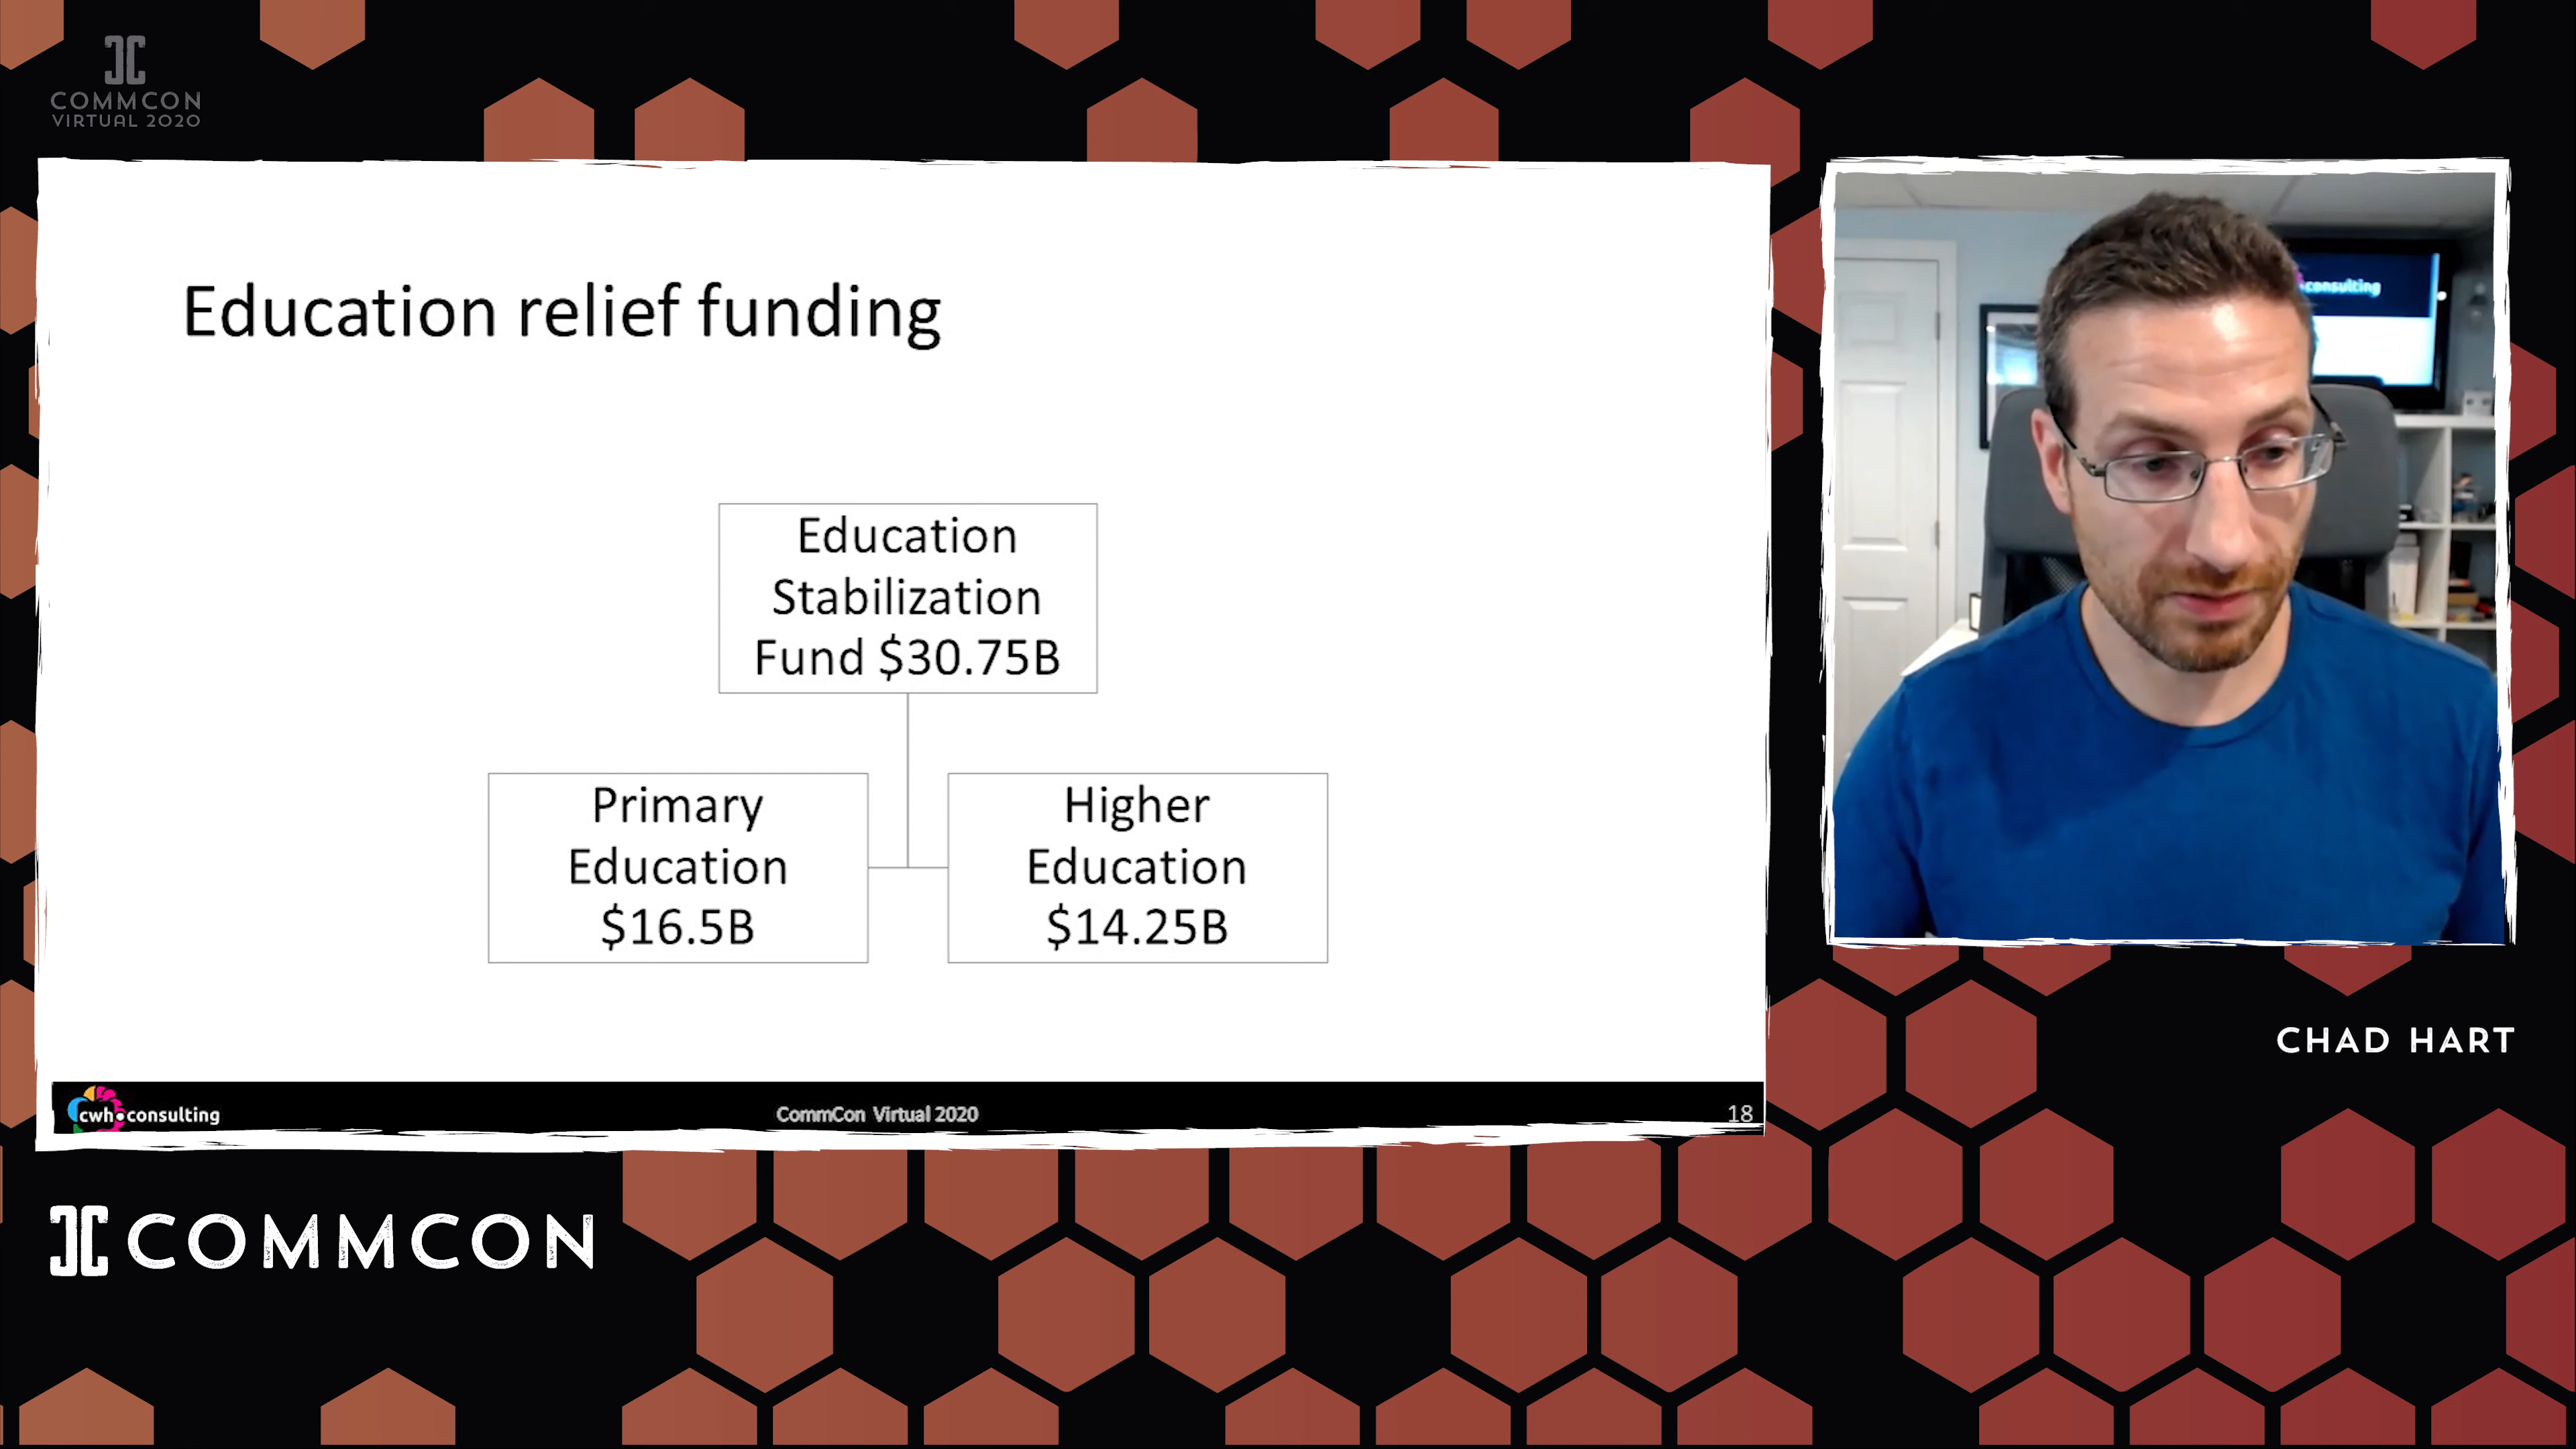 COMMCON
VIRTUAL 2020
Education relief funding
Education
Stabilization
Fund $30.75B
Primary
Education
$16.5B
Higher
Education
$14.25B
cwh consulting
CommCon Virtual 2020
18
consulting
CHAD HART
COMMCON